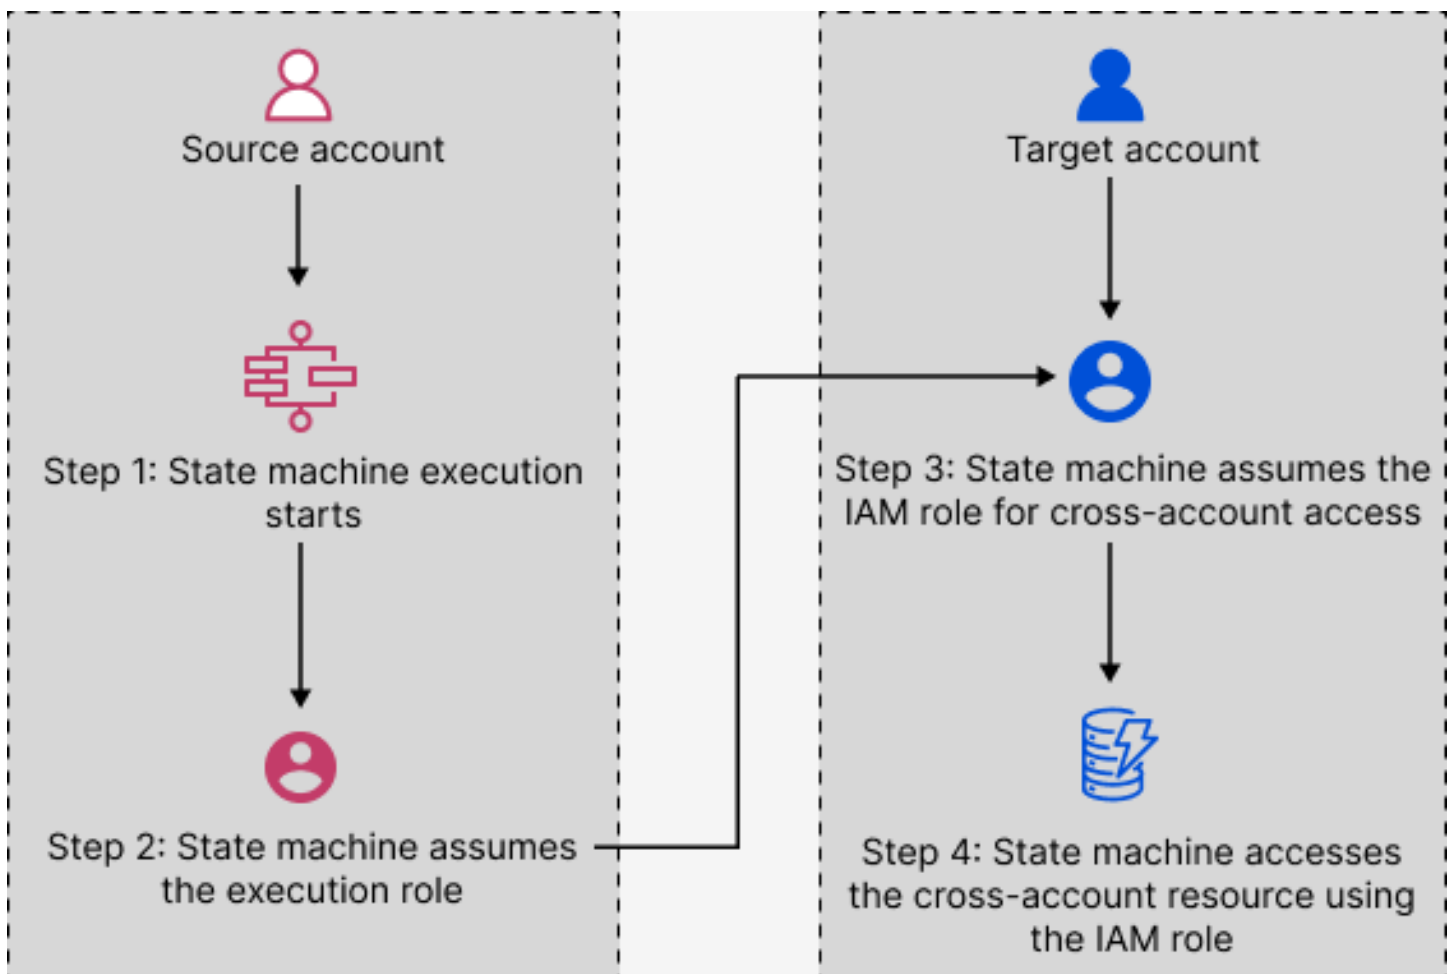 Source account
Step 1: State machine execution
starts
Step 2: State machine assumes
the execution role
Target account
Step 3: State machine assumes the
IAM role for cross-account access
Step 4: State machine accesses
the cross-account resource using
the IAM role